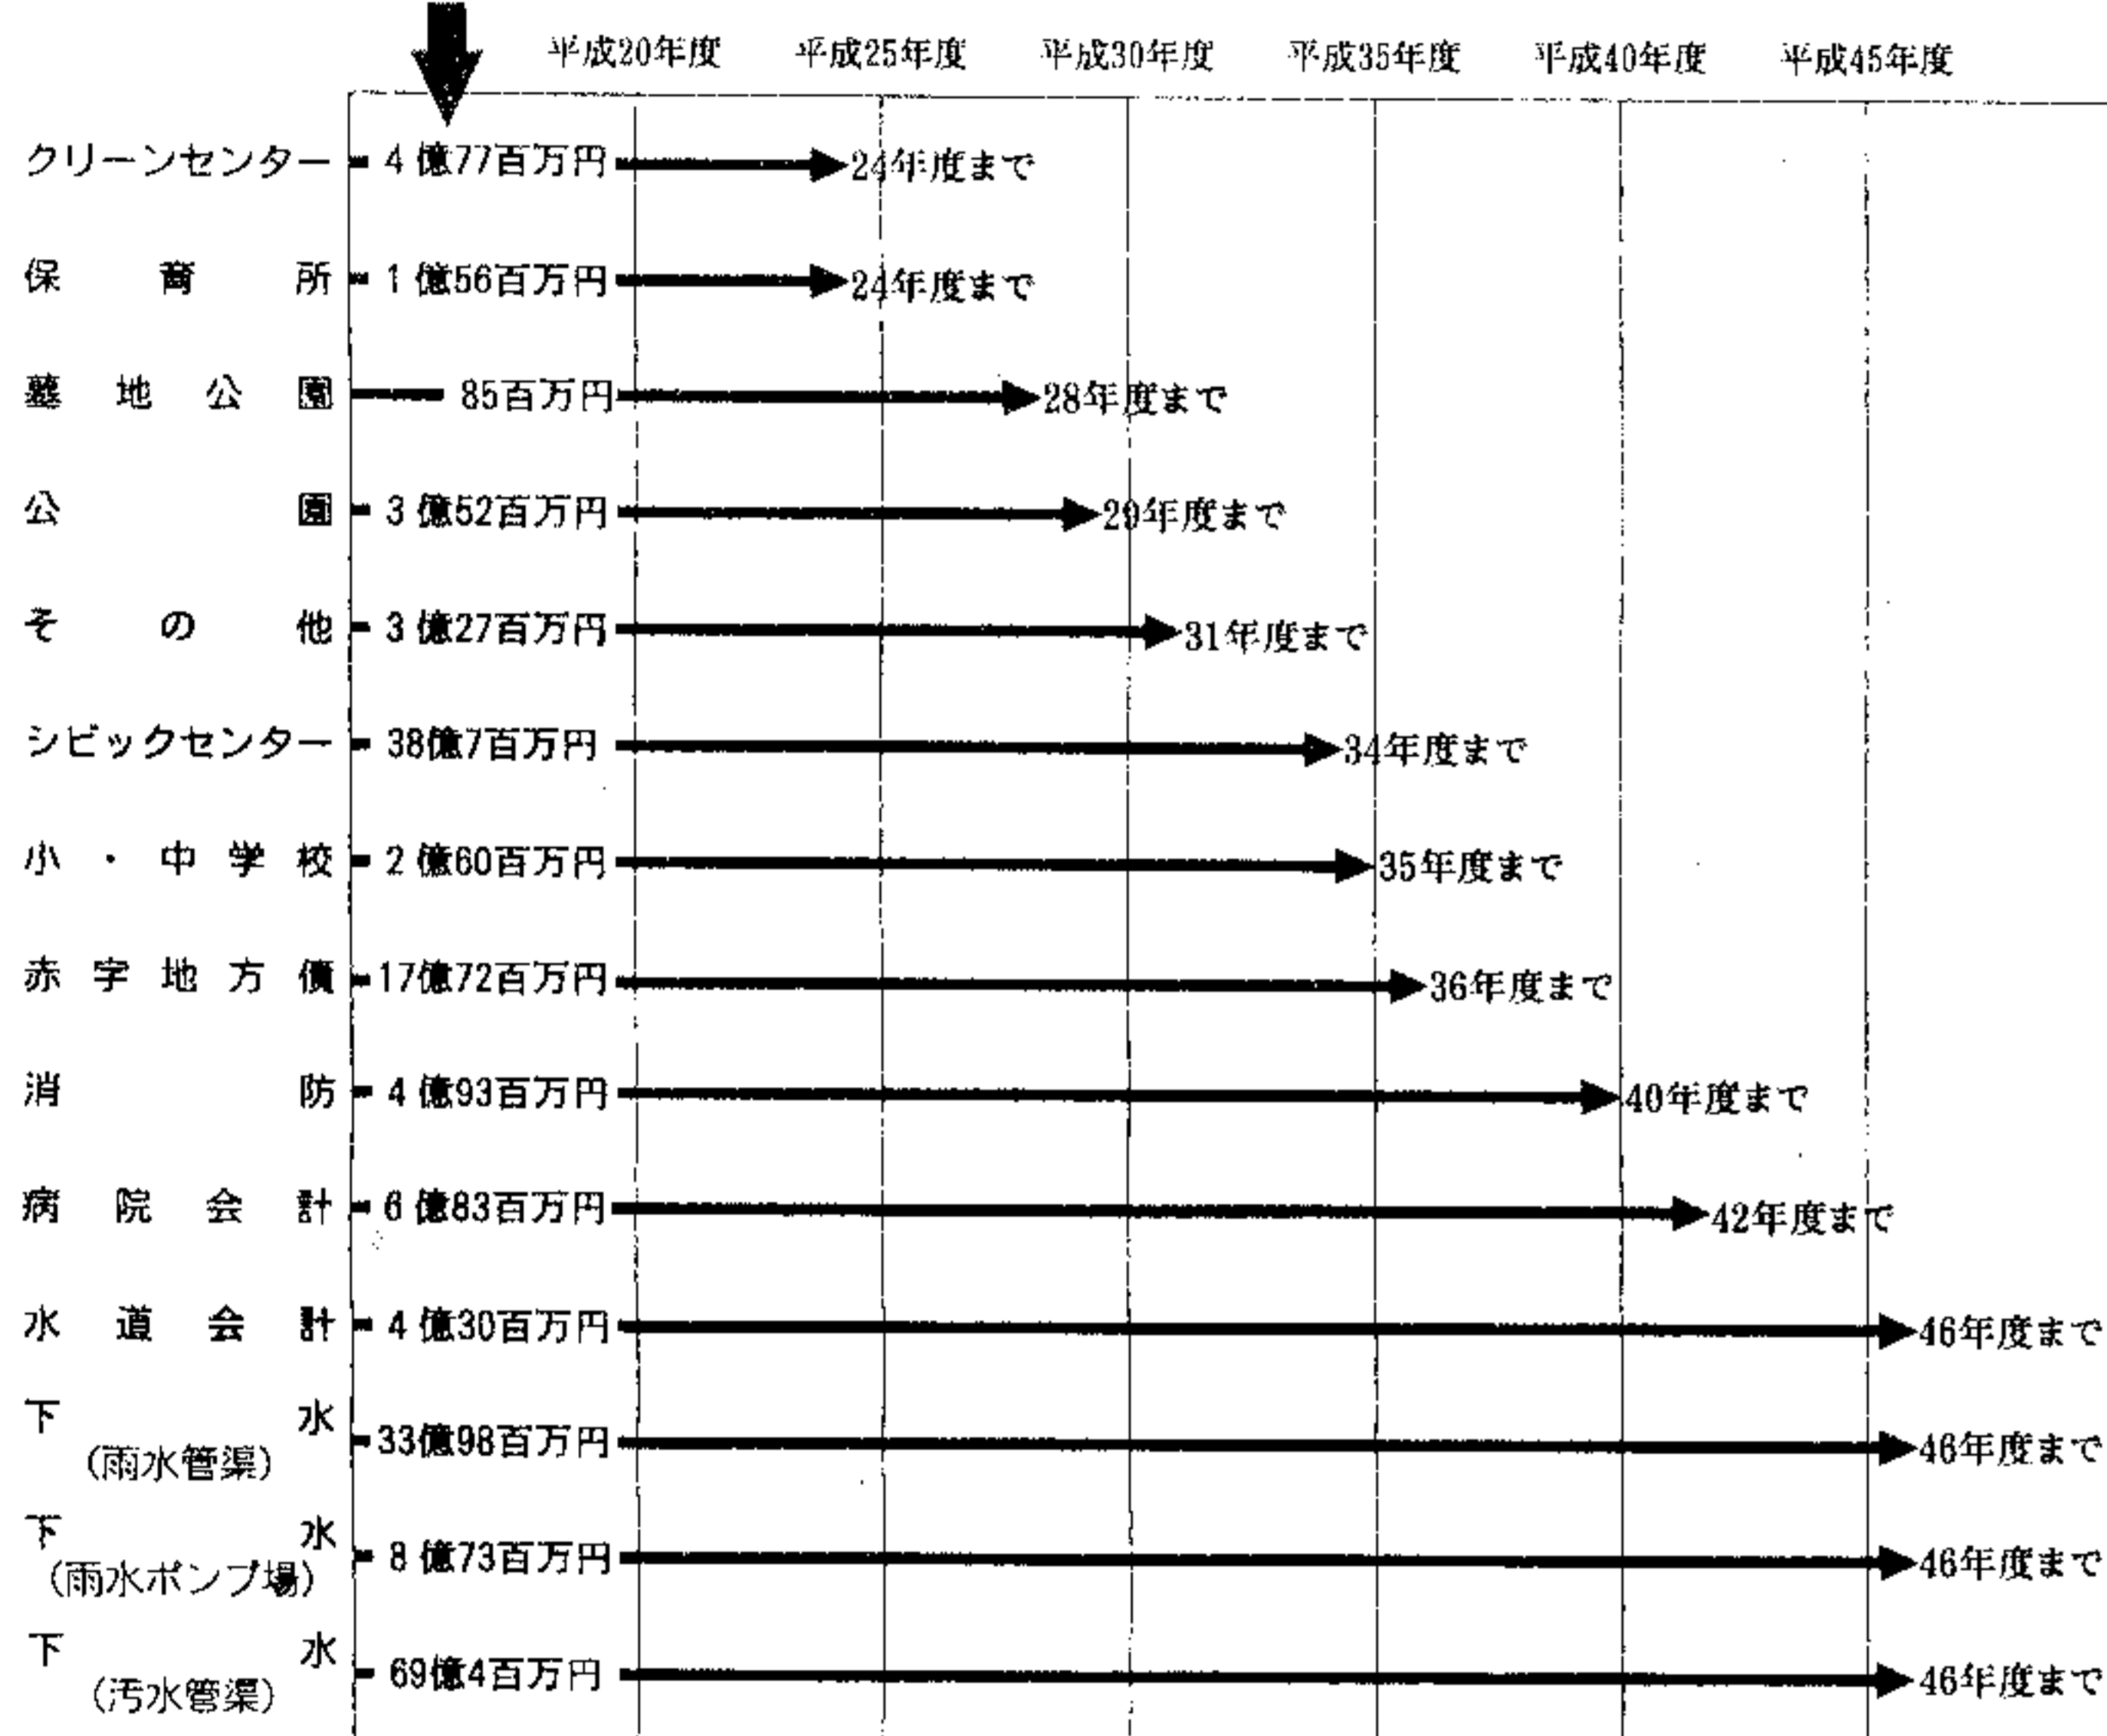 平成20年度 平成25年度 平成30年度 平成35年度 平成40年度 平成45年度
クリーンセンター 4億77百万円 24年度まで
保育所 1億56百万円 24年度まで
墓地公園 85百万円 28年度まで
公園 3億52百万円 29年度まで
その他 3億27百万円 31年度まで
シビックセンター 38億7百万円 34年度まで
小・中学校 2億60百万円 35年度まで
赤字地方債 17億72百万円 36年度まで
消防 4億93百万円 40年度まで
病院会計 6億83百万円 42年度まで
水道会計 4億30百万円 46年度まで
下水
(雨水管渠) 33億98百万円 46年度まで
下水
(雨水ポンプ場) 8億73百万円 46年度まで
下水
(汚水管渠) 69億4百万円 46年度まで